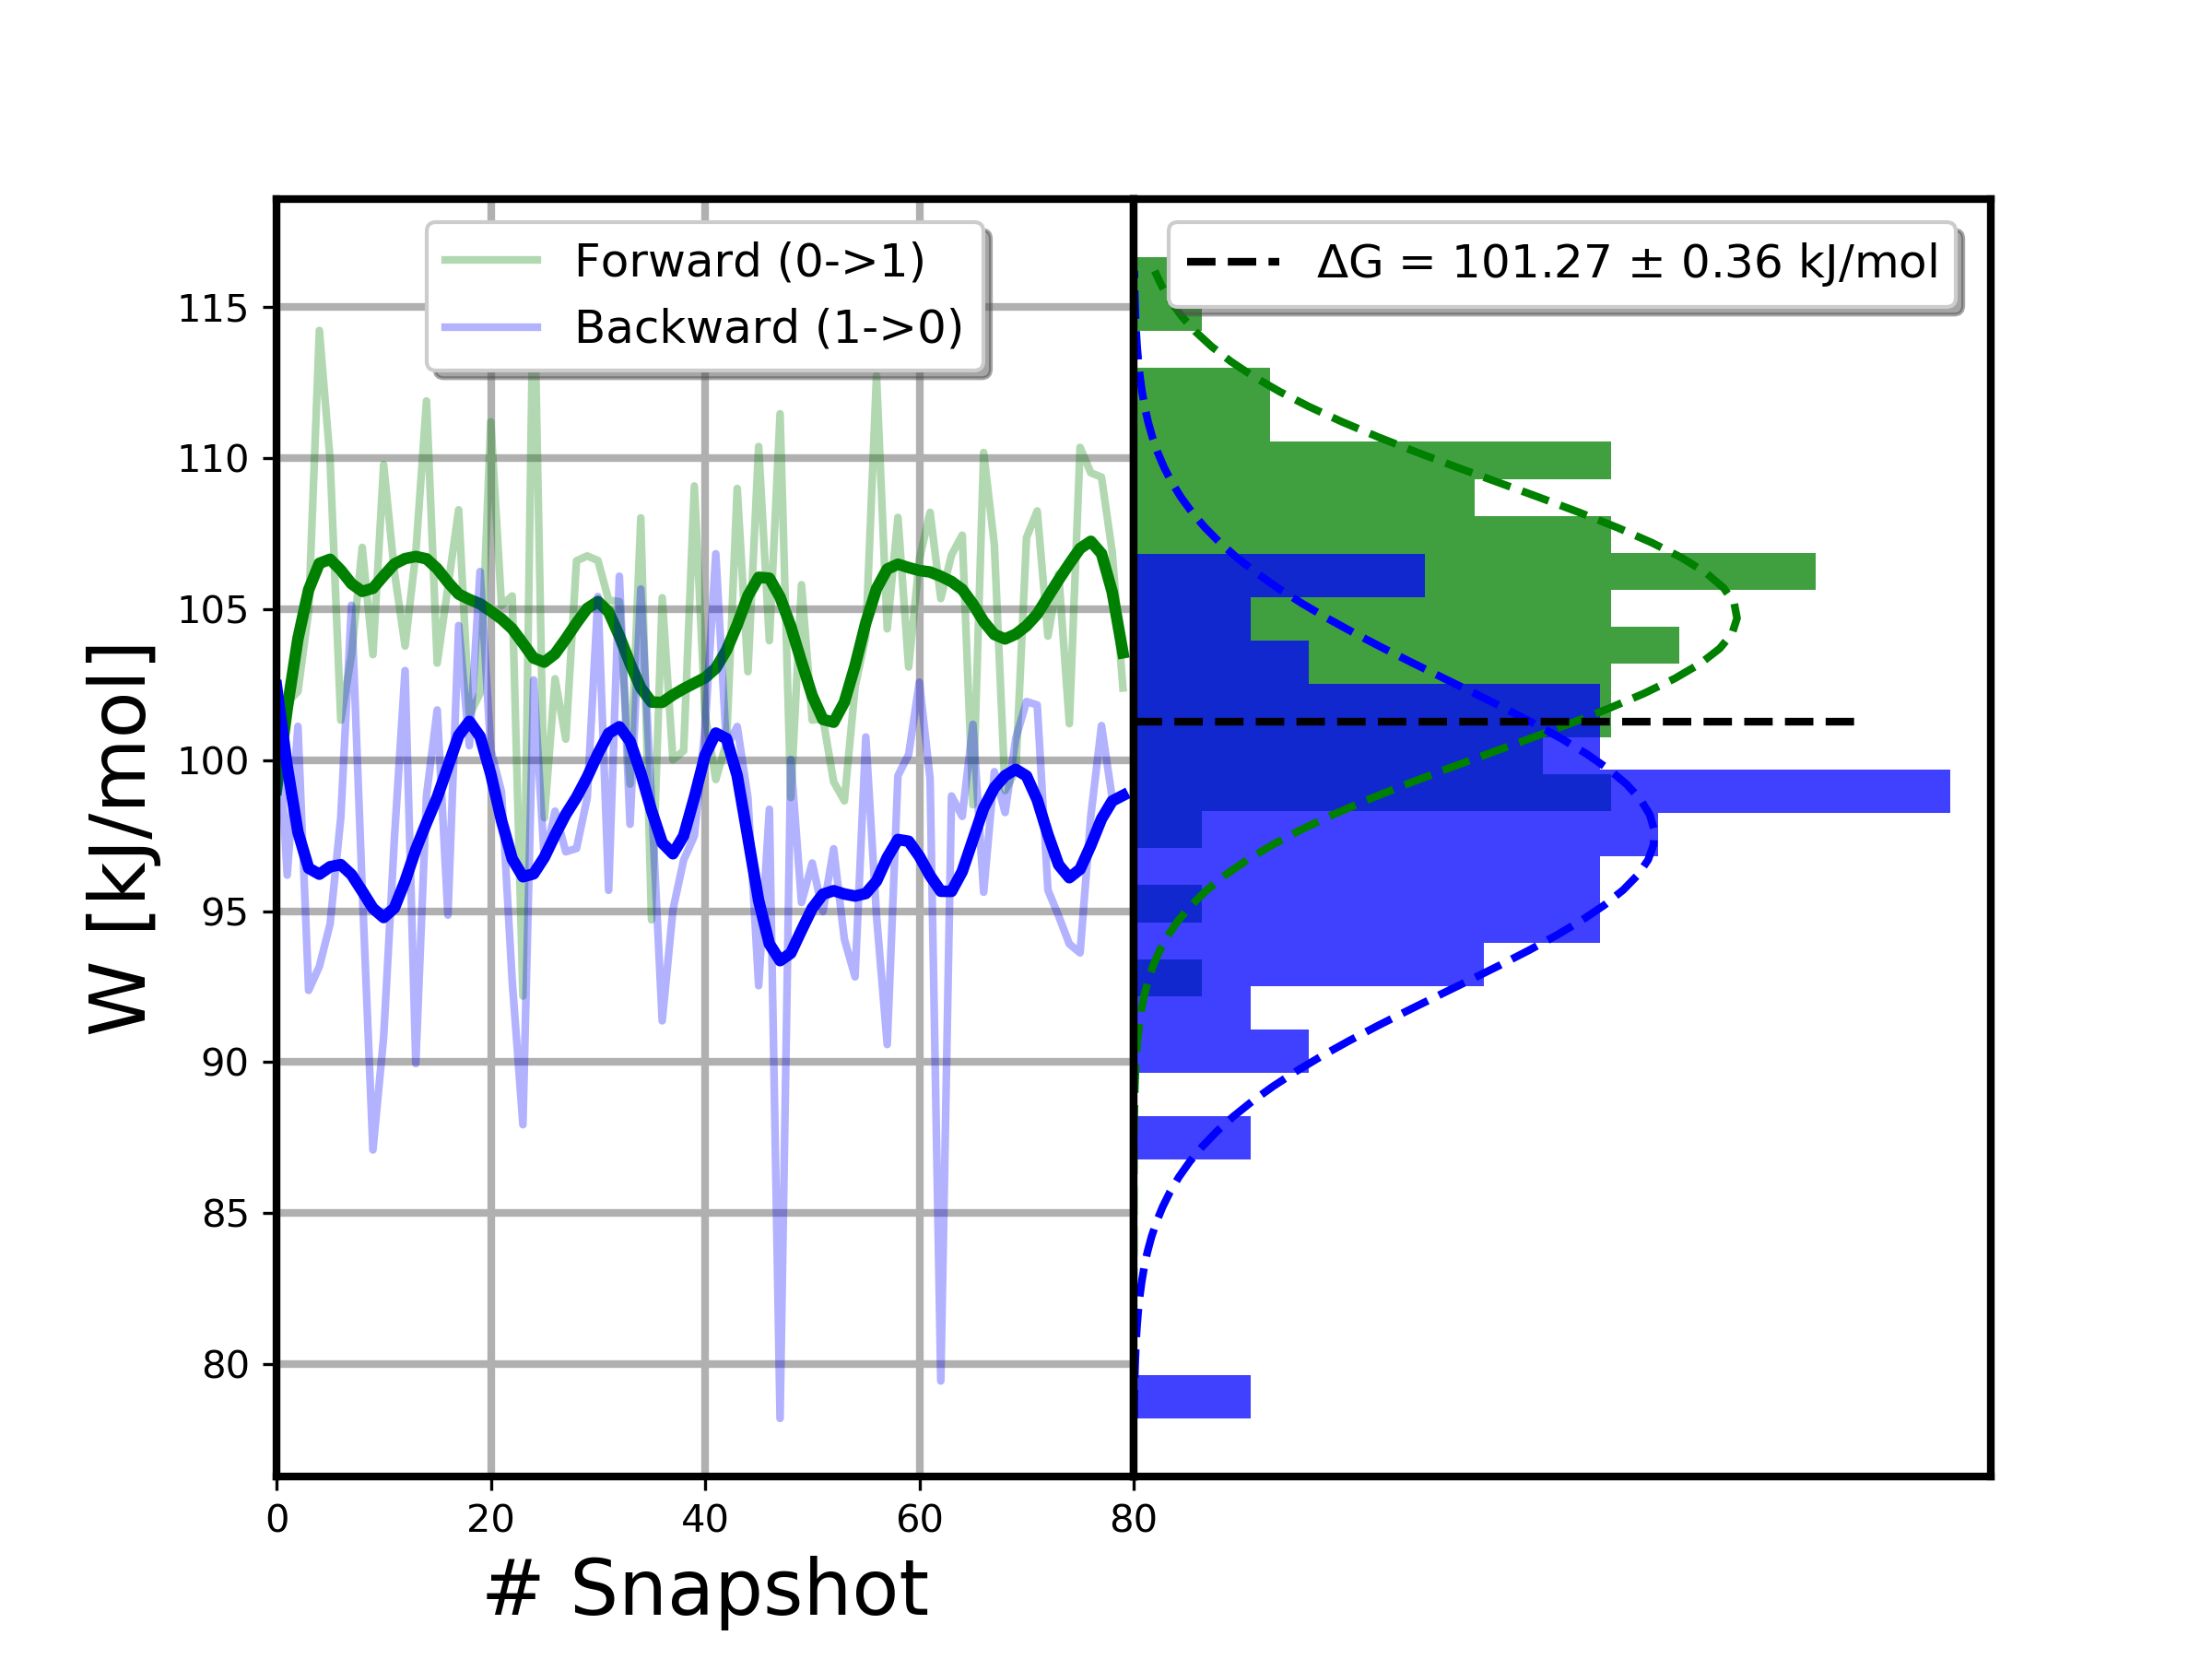 Forward (0->1)
Backward (1->0)
ΔG = 101.27 ± 0.36 kJ/mol
W [kJ/mol]
115
110
105
100
95
90
85
80
0 20 40 60 80
# Snapshot